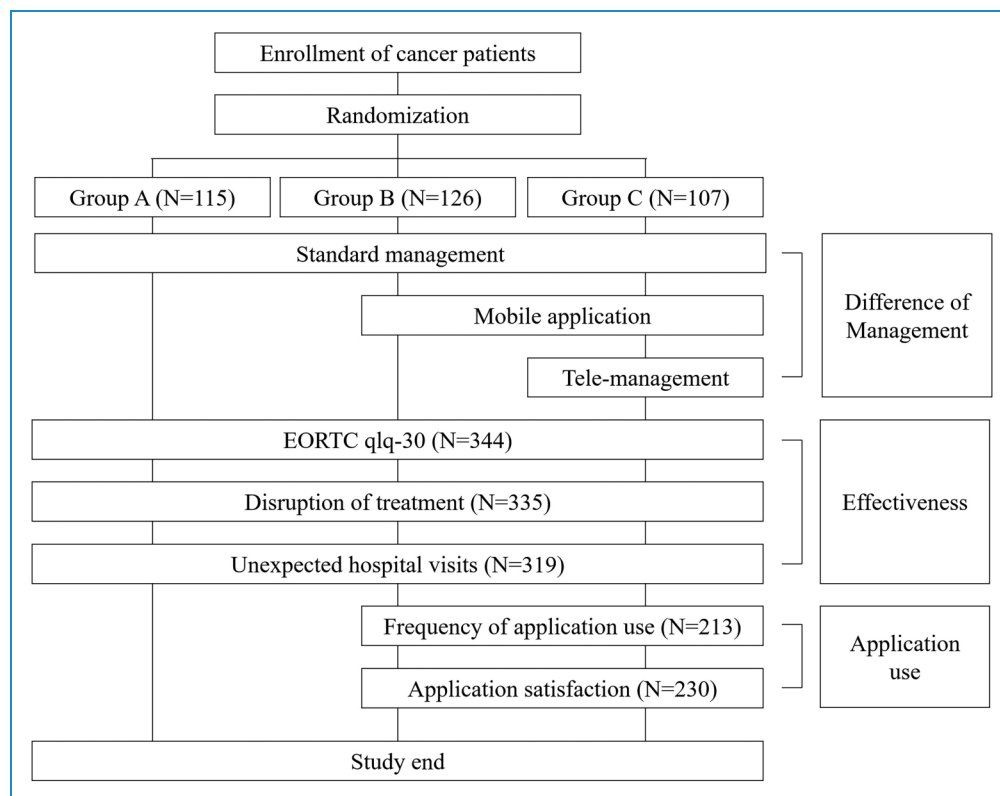 Enrollment of cancer patients
Randomization
Group A (N=115)
Group B (N=126)
Group C (N=107)
Standard management
Mobile application
Tele-management
Difference of
Management
EORTC qlq-30 (N=344)
Disruption of treatment (N=335)
Unexpected hospital visits (N=319)
Effectiveness
Frequency of application use (N=213)
Application satisfaction (N=230)
Application
use
Study end